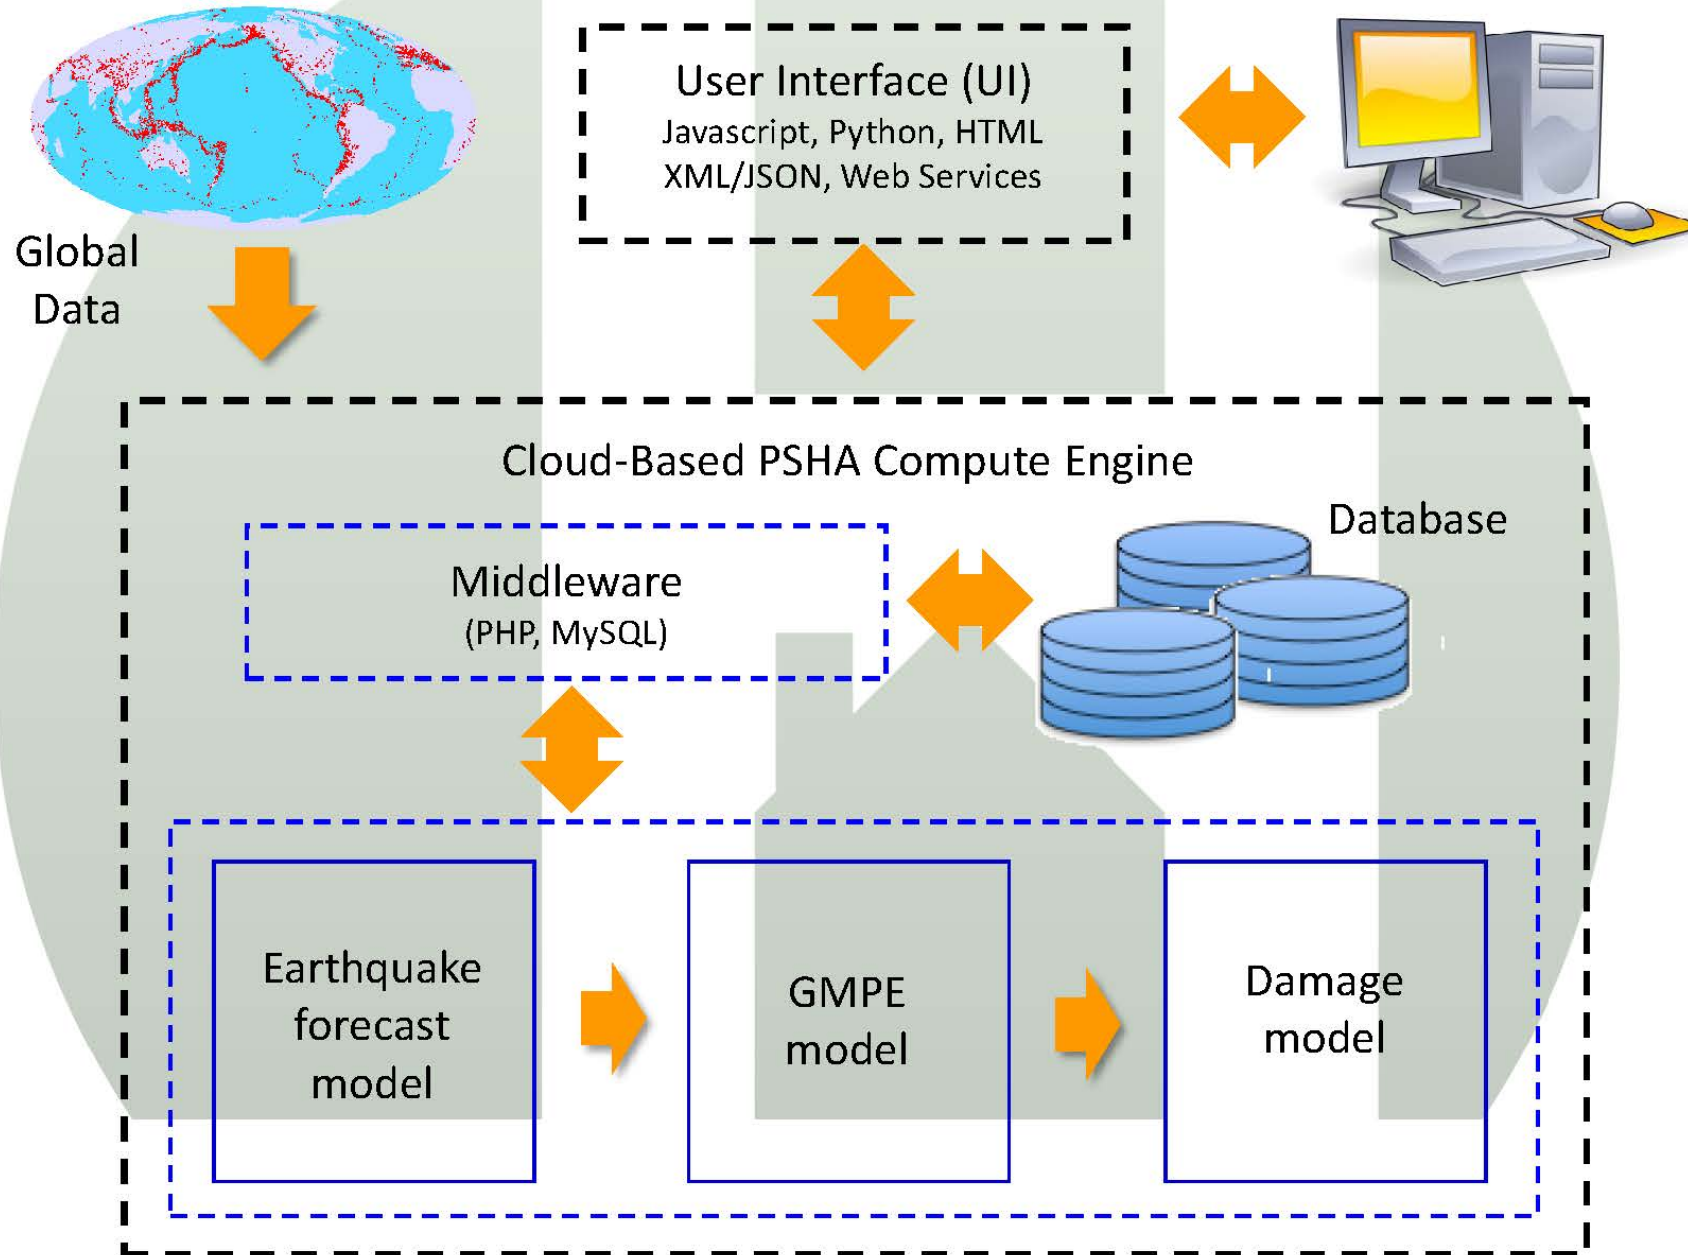 User Interface (UI)
Javascript, Python, HTML
XML/JSON, Web Services
Global
Data
Cloud-Based PSHA Compute Engine
Database
Middleware
(PHP, MySQL)
Earthquake
forecast
model
GMPE
model
Damage
model